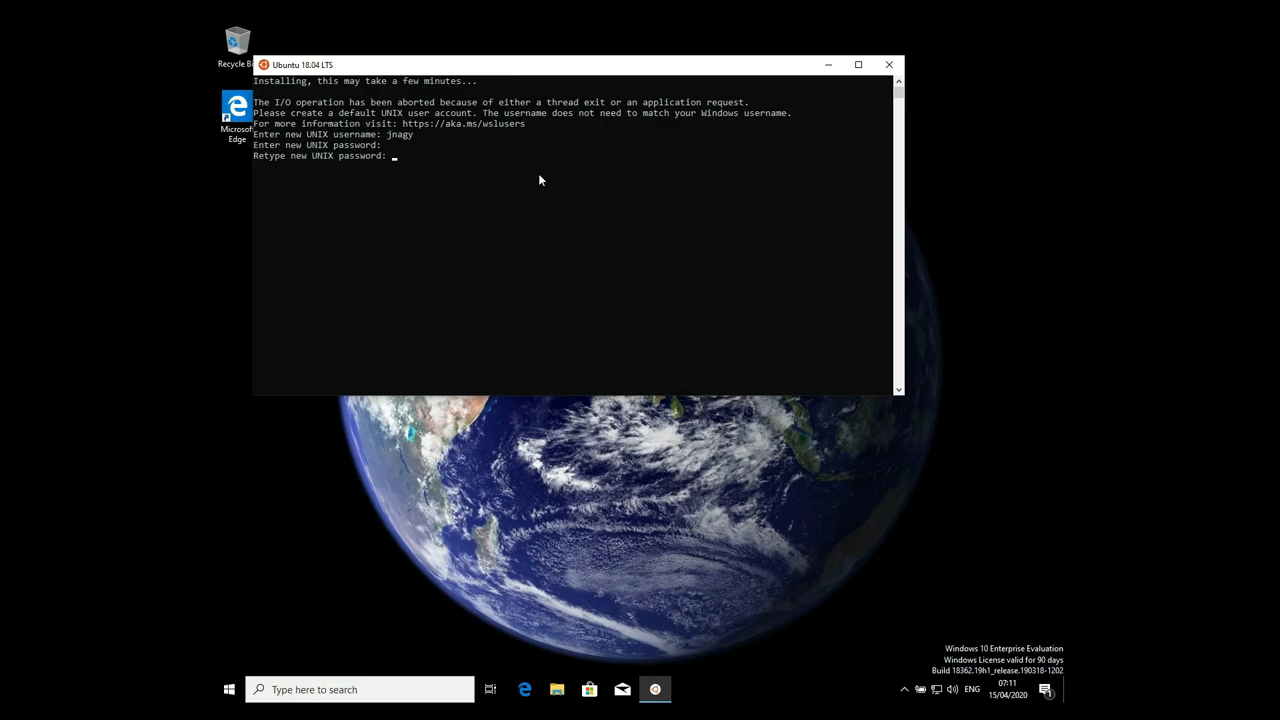 Recycle B
Microsof
Edge
Ubuntu 18.04 LTS
Installing, this may take a few minutes...
The I/O operation has been aborted because of either a thread exit or an application request.
Please create a default UNIX user account. The username does not need to match your Windows username.
For more information visit: https://aka.ms/wslusers
Enter new UNIX username: jnagy
Enter new UNIX password:
Retype new UNIX password: _
Windows 10 Enterprise Evaluation
Windows License valid for 90 days
Build 18362.19h1_release.190318-1202
Type here to search
ENG
07:11
15/04/2020
1